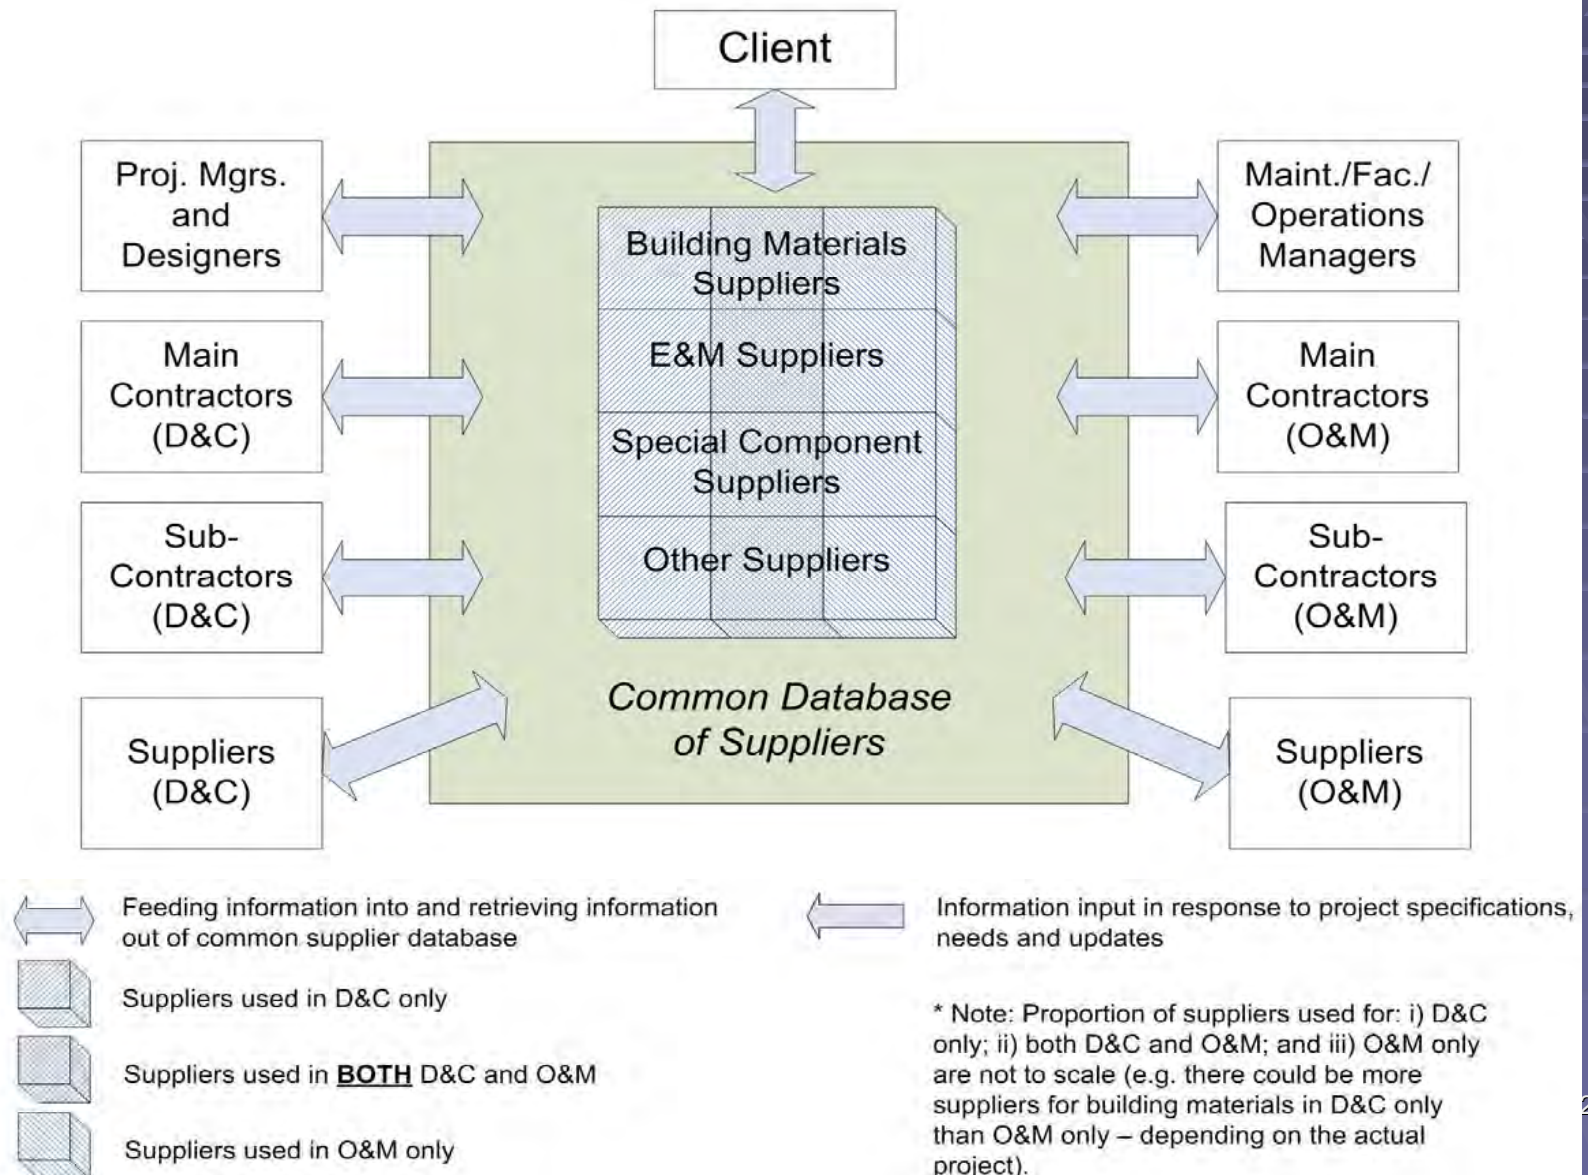 Client
Proj. Mgrs.
and
Designers
Main
Contractors
(D&C)
Sub-
Contractors
(D&C)
Suppliers
(D&C)
Building Materials
Suppliers
E&M Suppliers
Special Component
Suppliers
Other Suppliers
Common Database
of Suppliers
Maint./Fac./
Operations
Managers
Main
Contractors
(O&M)
Sub-
Contractors
(O&M)
Suppliers
(O&M)
Feeding information into and retrieving information
out of common supplier database
Suppliers used in D&C only
Suppliers used in BOTH D&C and O&M
Suppliers used in O&M only
Information input in response to project specifications,
needs and updates
* Note: Proportion of suppliers used for: i) D&C
only; ii) both D&C and O&M; and iii) O&M only
are not to scale (e.g. there could be more
suppliers for building materials in D&C only
than O&M only – depending on the actual
project).